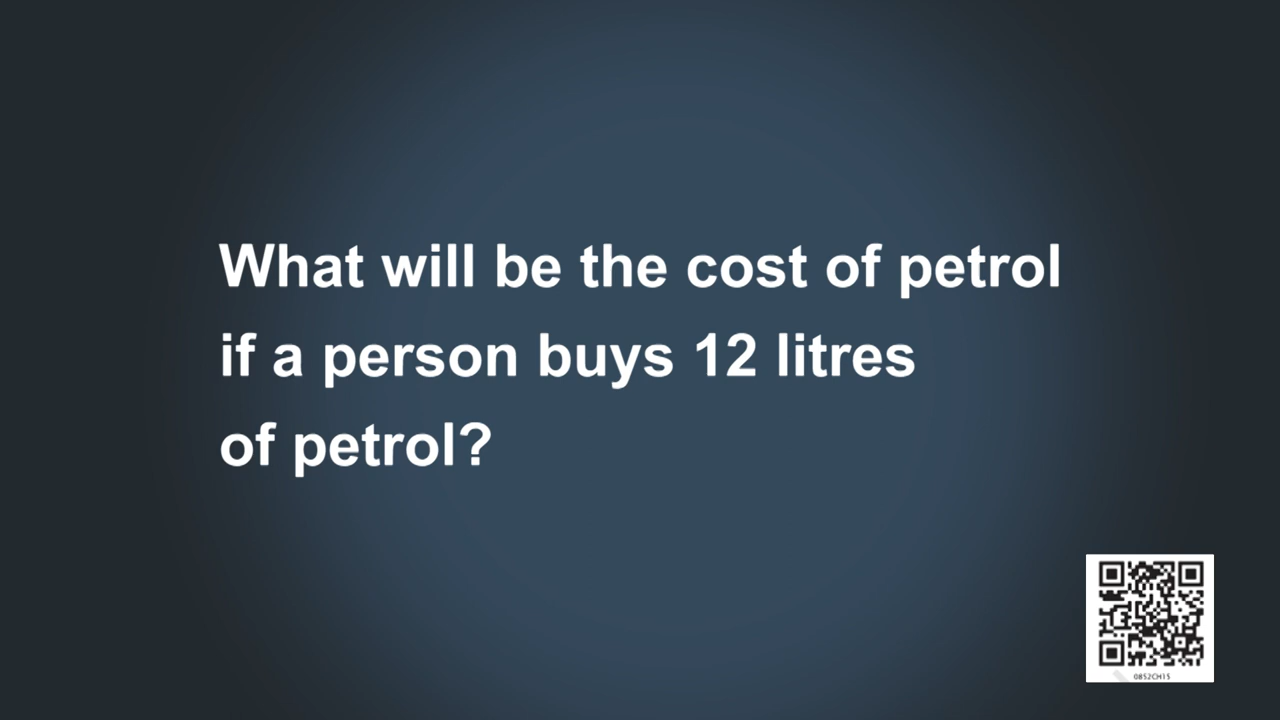 What will be the cost of petrol
if a person buys 12 litres
of petrol?
0852CH15